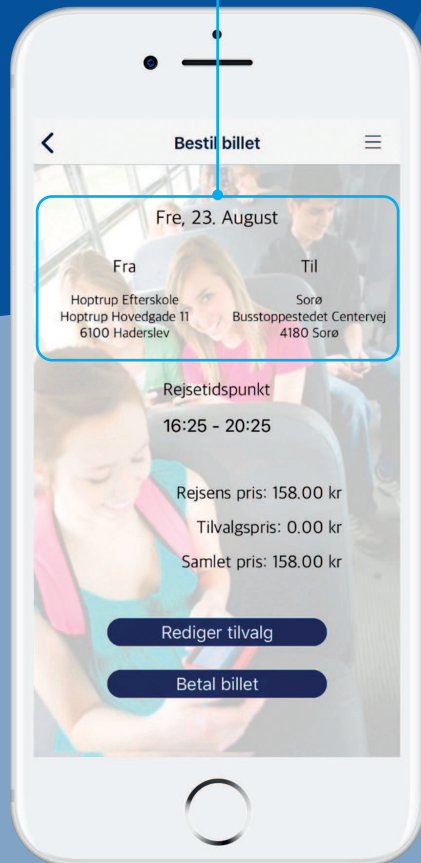 Bestil billet
Fre, 23. August
Fra
Til
Hoptrup Efterskole
Hoptrup Hovedgade 11
6100 Haderslev
Sorø
Busstoppestedet Centervej
4180 Sorø
Rejsetidspunkt
16:25 - 20:25
Rejsens pris: 158.00 kr
Tilvalgspris: 0.00 kr
Samlet pris: 158.00 kr
Rediger tilvalg
Betal billet